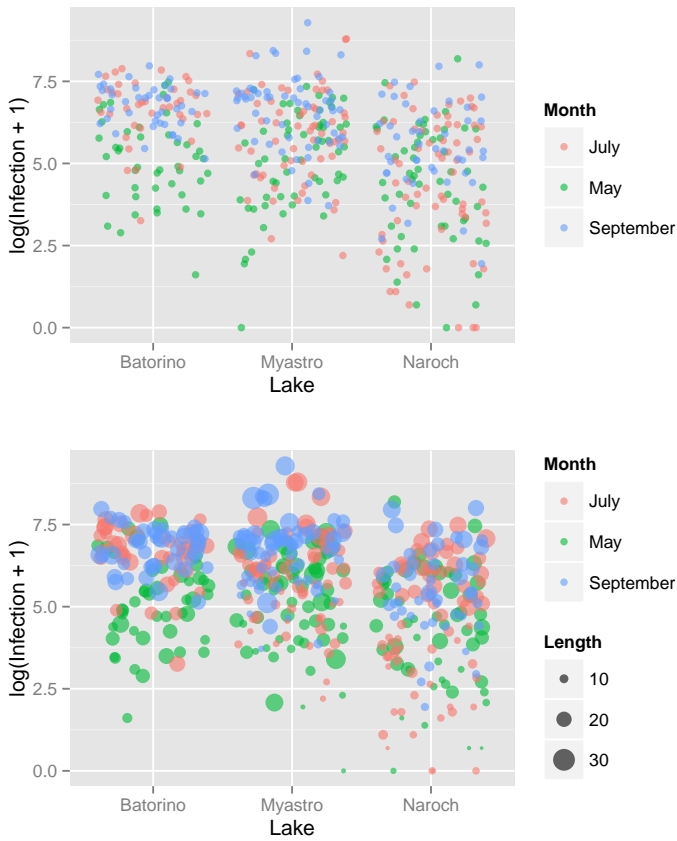 log(Infection + 1)
7.5
5.0
2.5
0.0
Batorino Myastro Naroch
Lake
Month
July
May
September
log(Infection + 1)
7.5
5.0
2.5
0.0
Batorino Myastro Naroch
Lake
Month
July
May
September
Length
10
20
30